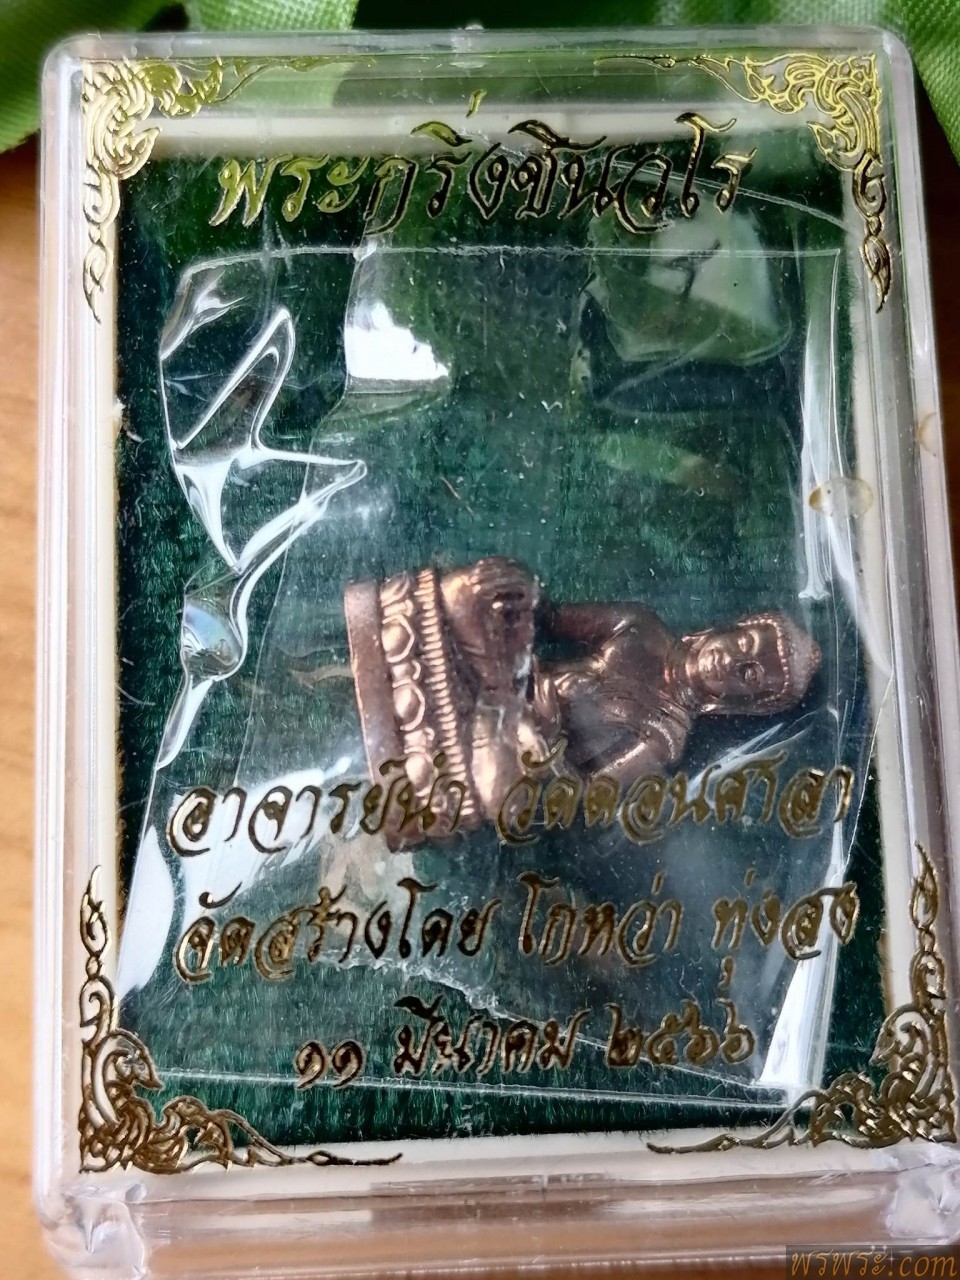 พระกริ่งชินวโร
อาจารย์นำ วัดดอนศาลา
จัดสร้างโดย โกหว่า ทุ่งลุง
๑๑ มีนาคม ๒๕๖๖
พรพระ.com